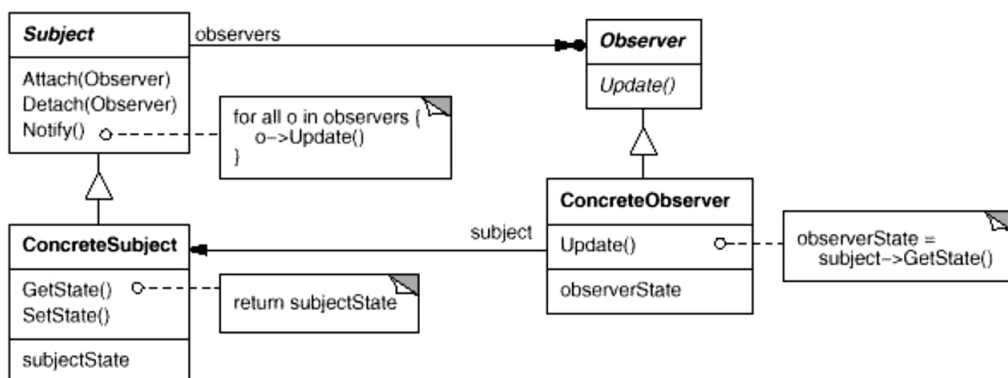 Subject
Attach(Observer)
Detach(Observer)
Notify()
observers
for all o in observers {
o->Update()
}
Observer
Update()
ConcreteSubject
GetState()
SetState()
subjectState
return subjectState
subject
ConcreteObserver
Update()
observerState
observerState =
subject->GetState()